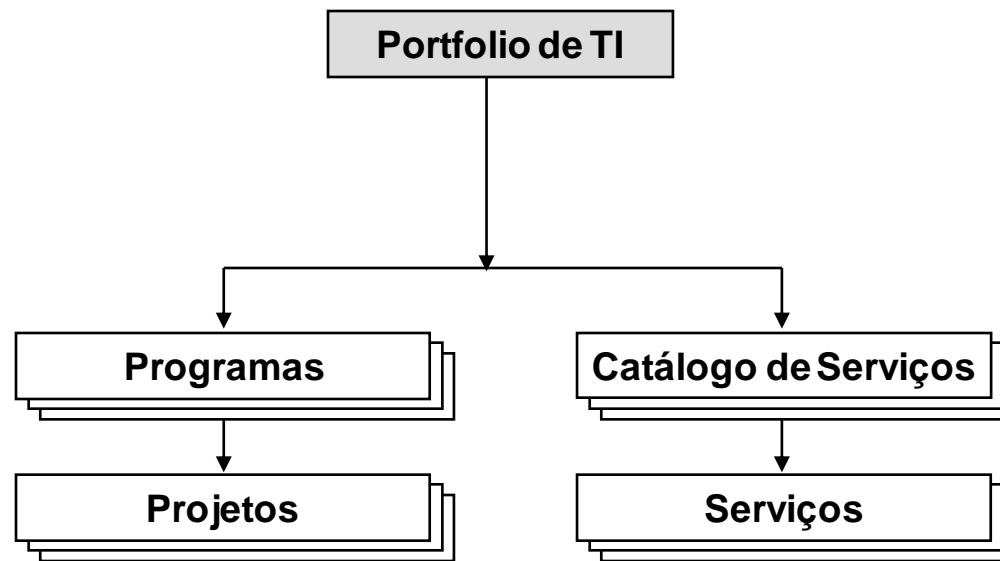 Portfolio de TI
Programas
Catálogo de Serviços
Projetos
Serviços